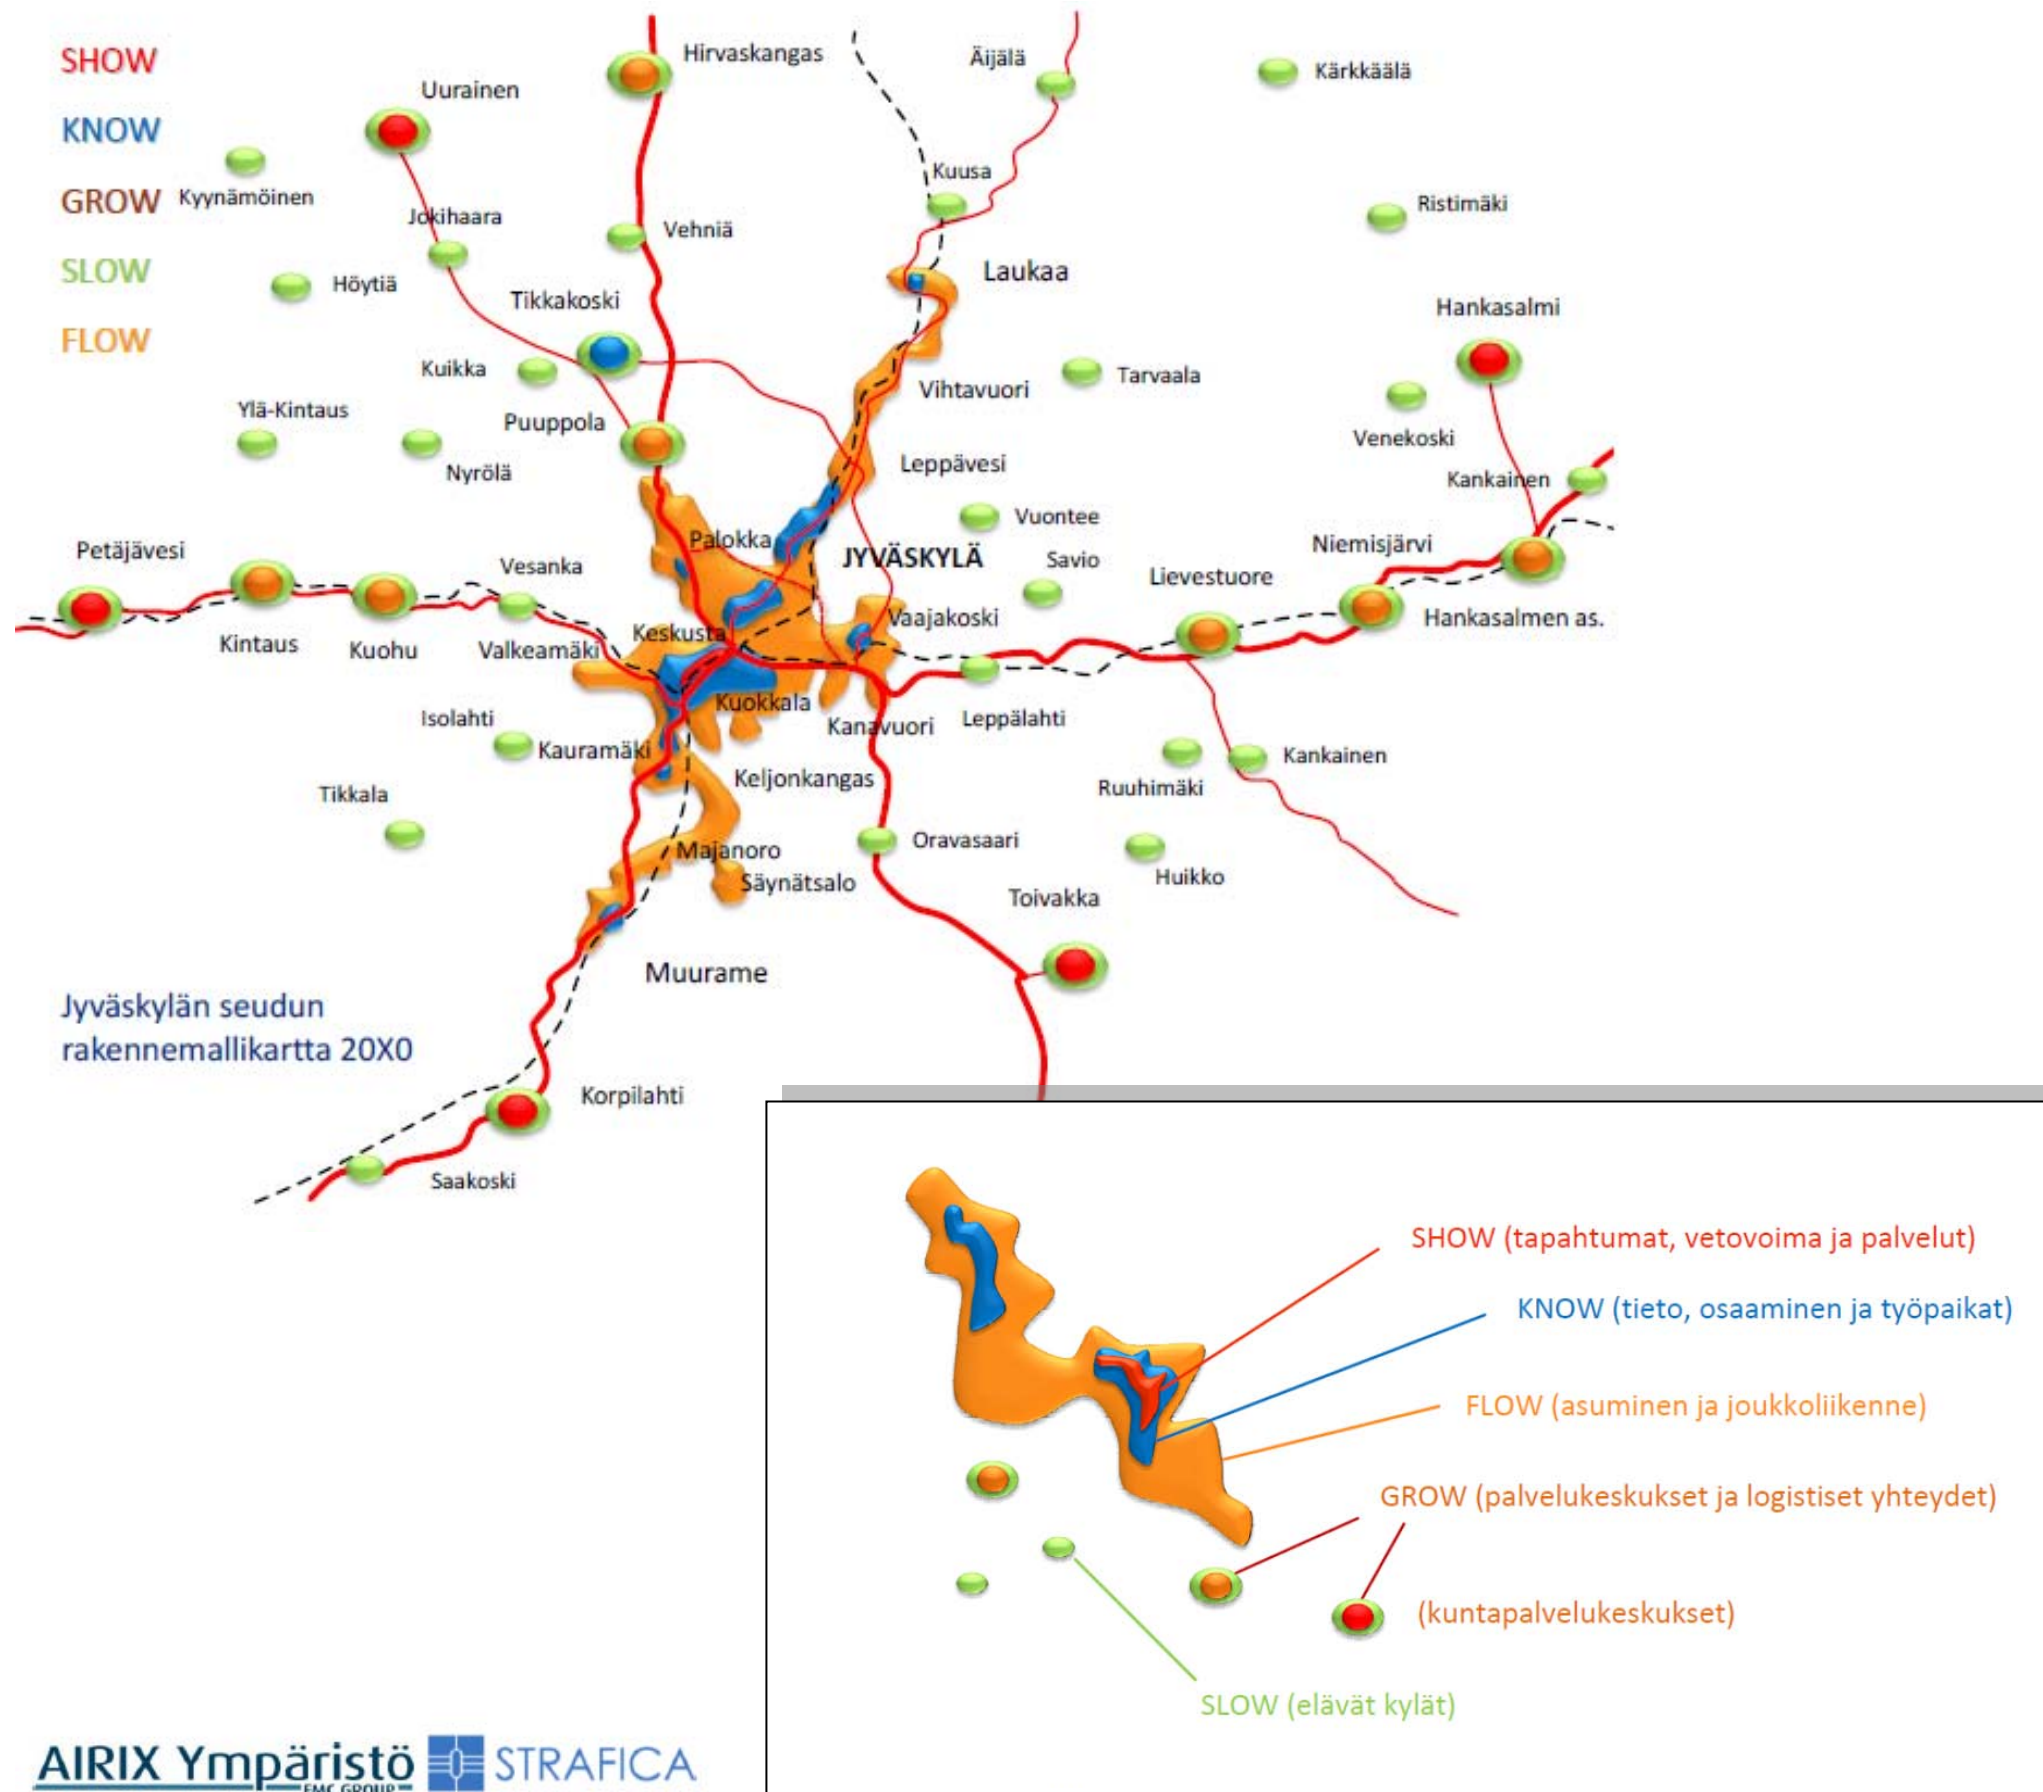 SHOW
KNOW
GROW
SLOW
FLOW
Hirvaskangas
Äijälä
Kärkkäälä
Uurainen
Kuusa
Kyynämöinen
Jokihaara
Ristimäki
Vehniä
Höytiä
Laukaa
Tikkakoski
Hankasalmi
Kuikka
Tarvaala
Vihtavuori
Ylä-Kintaus
Puuppola
Venekoski
Nyrölä
Leppävesi
Kankainen
Vuontee
Palokka
Niemisjärvi
Petäjävesi
JYVÄSKYLÄ
Vesanka
Savio
Lievestuore
Vaajakoski
Hankasalmen as.
Keskusta
Kintaus
Kuohu
Valkeamäki
Kuokkala
Isolahti
Kanavuori
Leppälahti
Kauramäki
Kankainen
Keljonkangas
Ruuhimäki
Tikkala
Oravasaari
Majanoro
Säynätsalo
Huikko
Toivakka
Muurame
Jyväskylän seudun
rakennemallikartta 20X0
Korpilahti
Saakoski
SHOW (tapahtumat, vetovoima ja palvelut)
KNOW (tieto, osaaminen ja työpaikat)
FLOW (asuminen ja joukkoliikenne)
GROW (palvelukeskukset ja logistiset yhteydet)
(kuntapalvelukeskukset)
SLOW (elävät kylät)
AIRIX Ympäristö
FMC GROUP
STRAFICA